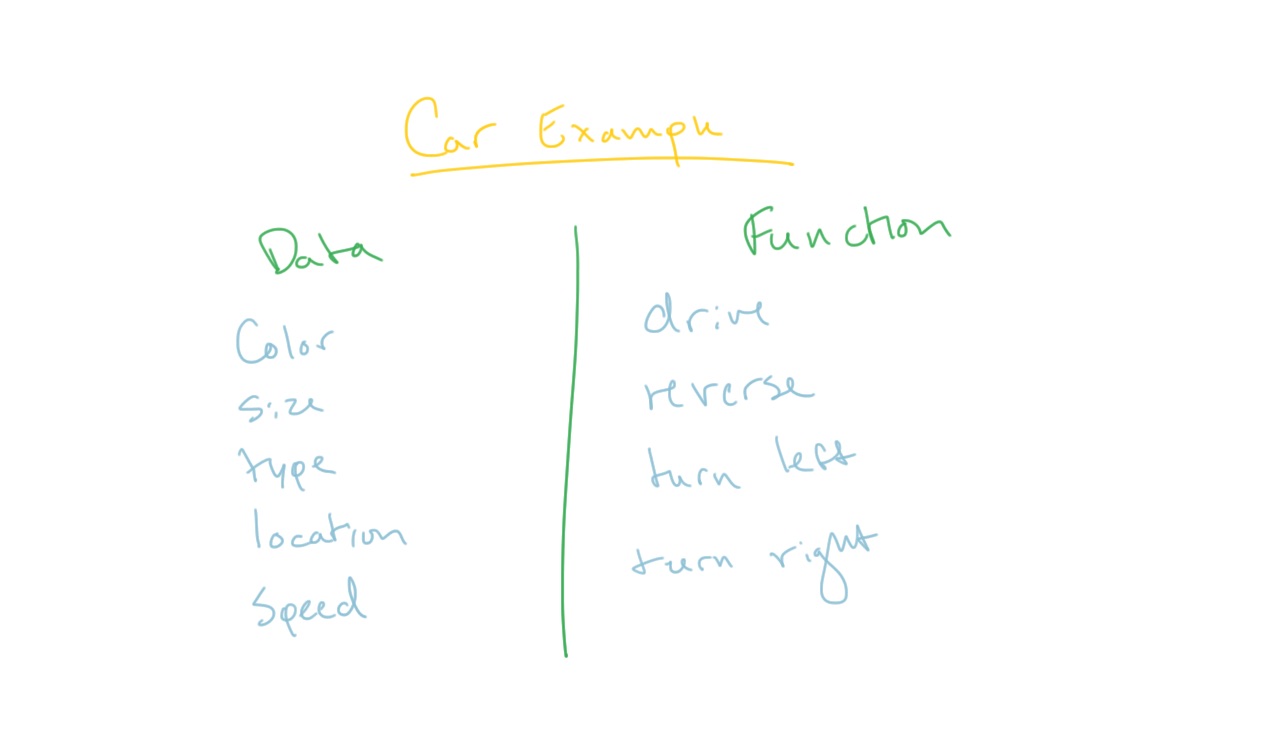 Car Example
Data
Color
size
type
location
Speed
Function
drive
reverse
turn left
turn right